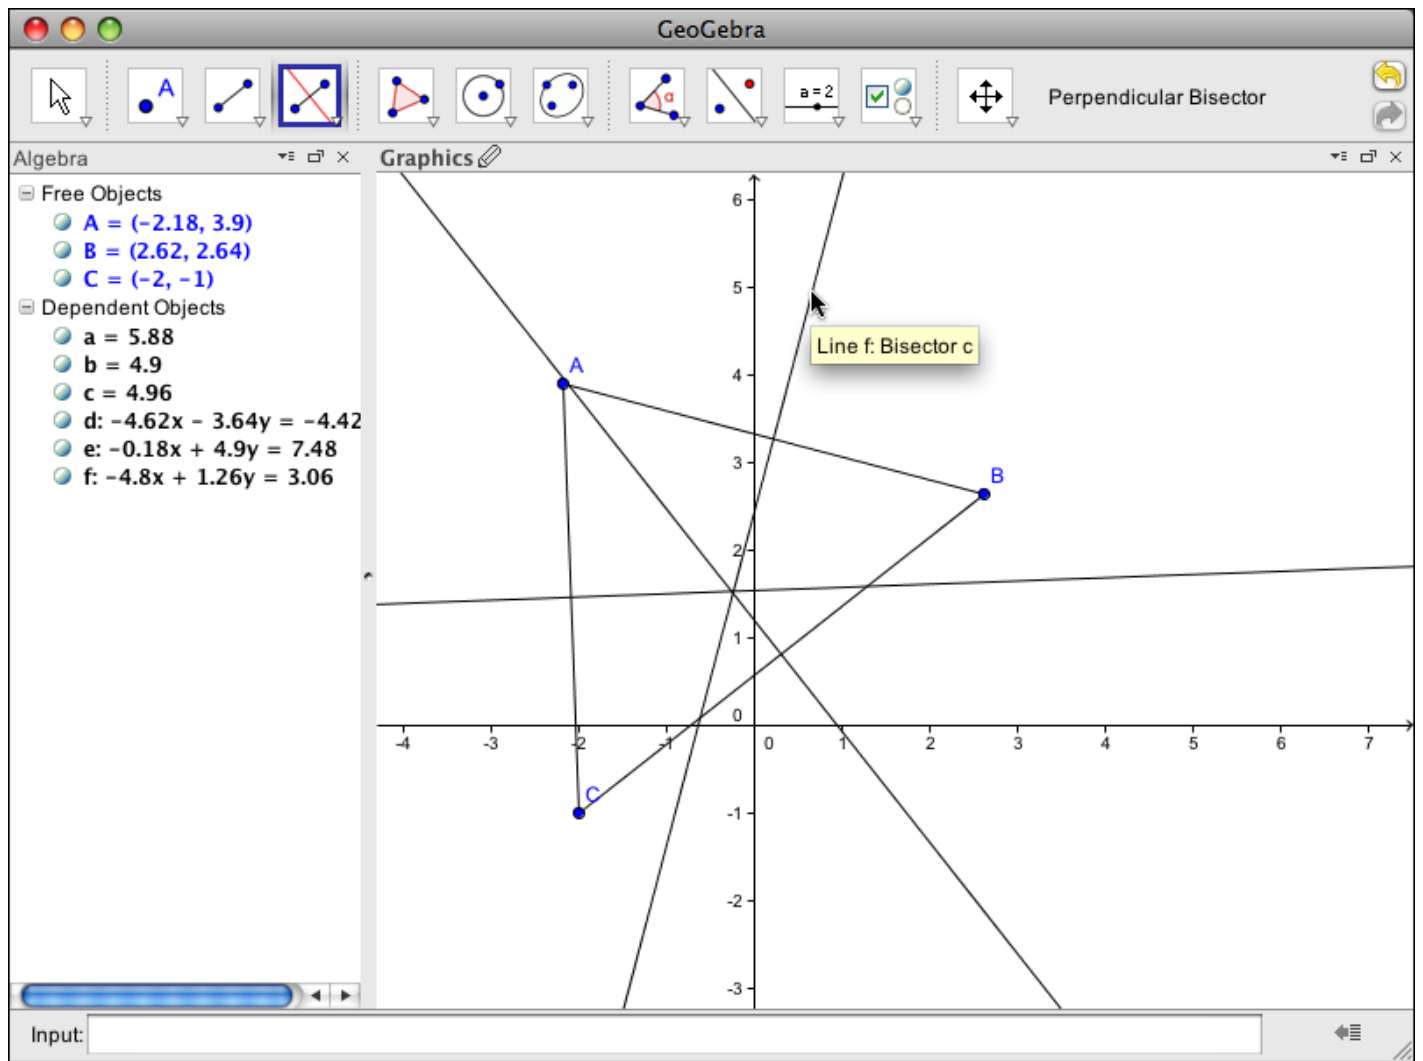 GeoGebra
A
α
a = 2
Perpendicular Bisector
Algebra
Graphics
Free Objects
A = (-2.18, 3.9)
B = (2.62, 2.64)
C = (-2, -1)
Dependent Objects
a = 5.88
b = 4.9
c = 4.96
d: -4.62x - 3.64y = -4.42
e: -0.18x + 4.9y = 7.48
f: -4.8x + 1.26y = 3.06
6
5
Line f: Bisector c
4
A
3
B
2
1
0
-4 -3 -2 -1 0 1 2 3 4 5 6 7
C
-1
-2
-3
Input: